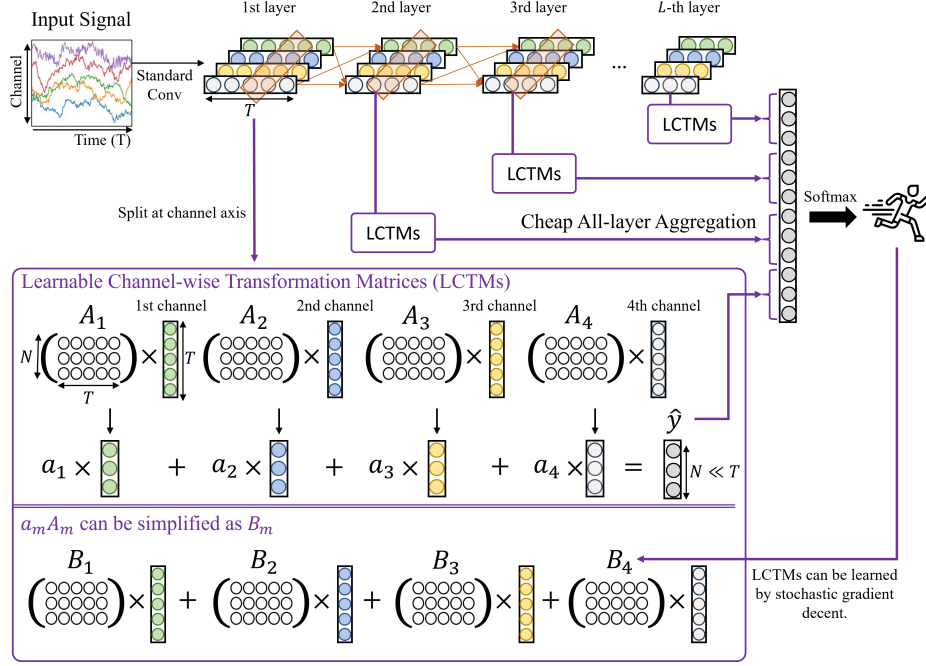 Input Signal
Channel
Time (T)
Standard
Conv
1st layer
2nd layer
3rd layer
L-th layer
T
...
LCTMs
LCTMs
LCTMs
Split at channel axis
Cheap All-layer Aggregation
Softmax
Learnable Channel-wise Transformation Matrices (LCTMs)
1st channel
2nd channel
3rd channel
4th channel
A₁ A₂ A₃ A₄
N ( ) × T ( ) × ( ) × ( ) ×
T
ŷ
a₁ × + a₂ × + a₃ × + a₄ × = N ≪ T
aₘAₘ can be simplified as Bₘ
B₁ B₂ B₃ B₄
( ) × + ( ) × + ( ) × + ( ) ×
LCTMs can be learned
by stochastic gradient
decent.